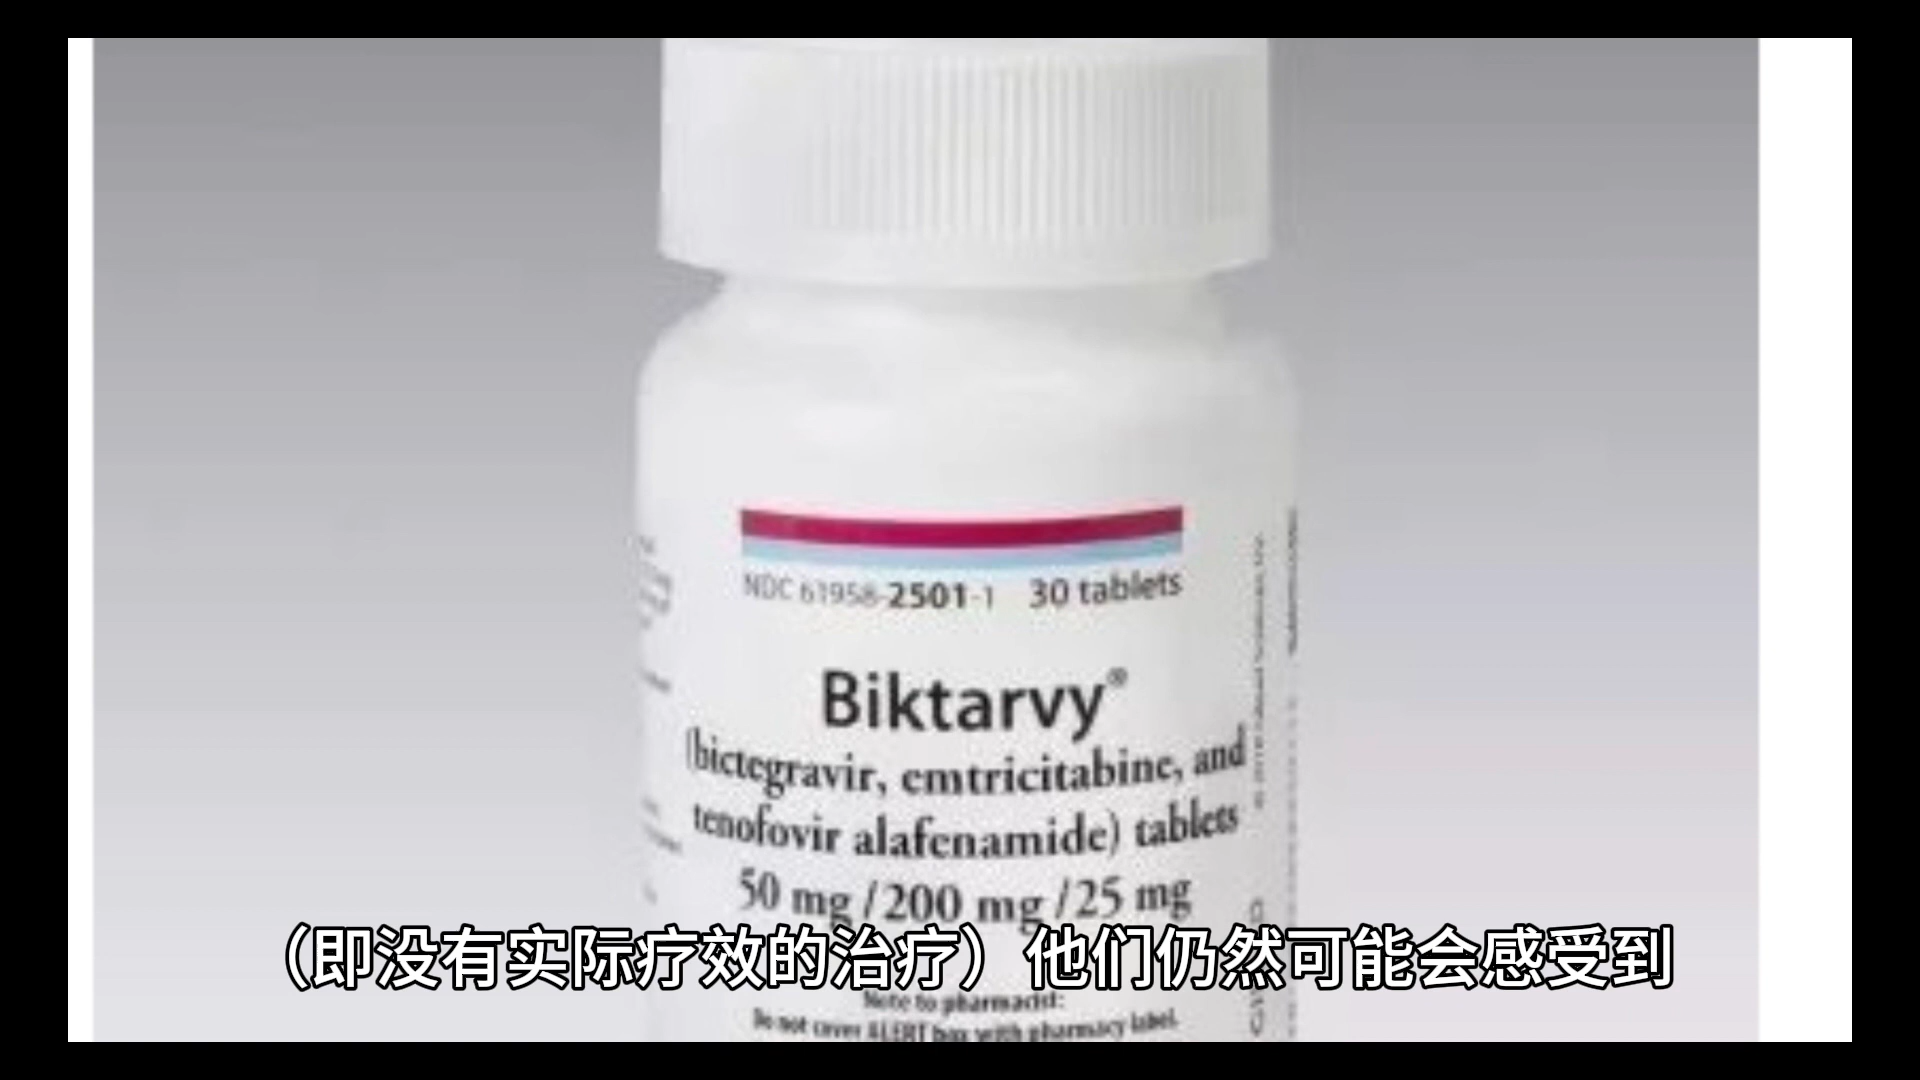 NDC 61958-2501-1 30 tablets
Biktarvy®
(bictegravir, emtricitabine, and
tenofovir alafenamide) tablets
50 mg/200 mg/25 mg
（即没有实际疗效的治疗）他们仍然可能会感受到
Note to pharmacist:
Do not cover ALERT box with pharmacy label.